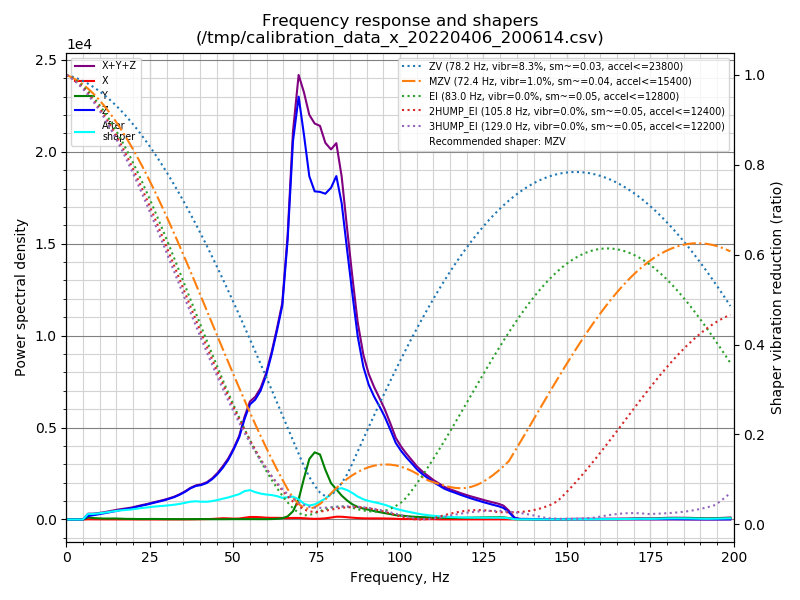 Frequency response and shapers
(/tmp/calibration_data_x_20220406_200614.csv)
1e4
X+Y+Z
X
Y
Z
After
shaper
ZV (78.2 Hz, vibr=8.3%, sm~=0.03, accel<=23800)
MZV (72.4 Hz, vibr=1.0%, sm~=0.04, accel<=15400)
EI (83.0 Hz, vibr=0.0%, sm~=0.05, accel<=12800)
2HUMP_EI (105.8 Hz, vibr=0.0%, sm~=0.05, accel<=12400)
3HUMP_EI (129.0 Hz, vibr=0.0%, sm~=0.05, accel<=12200)
Recommended shaper: MZV
Power spectral density
2.5
2.0
1.5
1.0
0.5
0.0
1.0
0.8
0.6
0.4
0.2
0.0
Shaper vibration reduction (ratio)
0 25 50 75 100 125 150 175 200
Frequency, Hz